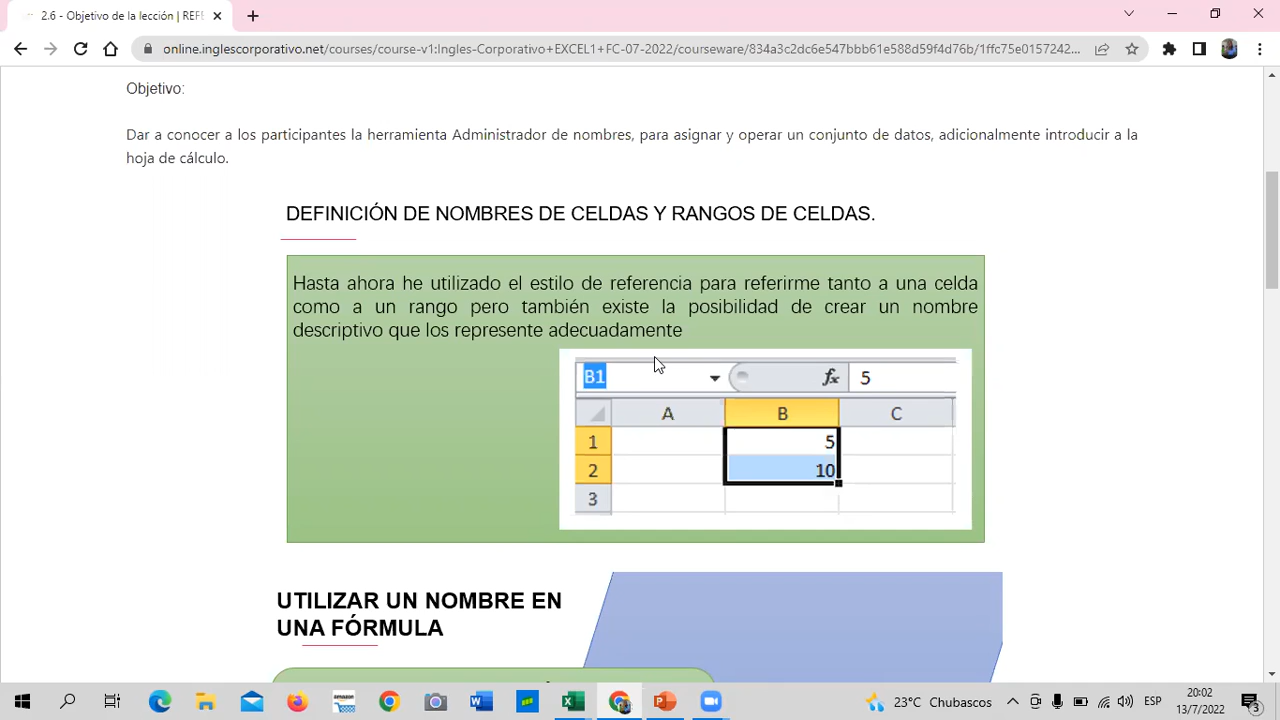 2.6 - Objetivo de la lección | REFE
online.inglescorporativo.net/courses/course-v1:Ingles-Corporativo+EXCEL1+FC-07-2022/courseware/834a3c2dc6e547bbb61e588d59f4d76b/1ffc75e0157242...
Objetivo:
Dar a conocer a los participantes la herramienta Administrador de nombres, para asignar y operar un conjunto de datos, adicionalmente introducir a la
hoja de cálculo.
DEFINICIÓN DE NOMBRES DE CELDAS Y RANGOS DE CELDAS.
Hasta ahora he utilizado el estilo de referencia para referirme tanto a una celda
como a un rango pero también existe la posibilidad de crear un nombre
descriptivo que los represente adecuadamente
B1 fx 5
A B C
1 5
2 10
3
UTILIZAR UN NOMBRE EN
UNA FÓRMULA
amazon
23°C Chubascos
ESP
20:02
13/7/2022
3